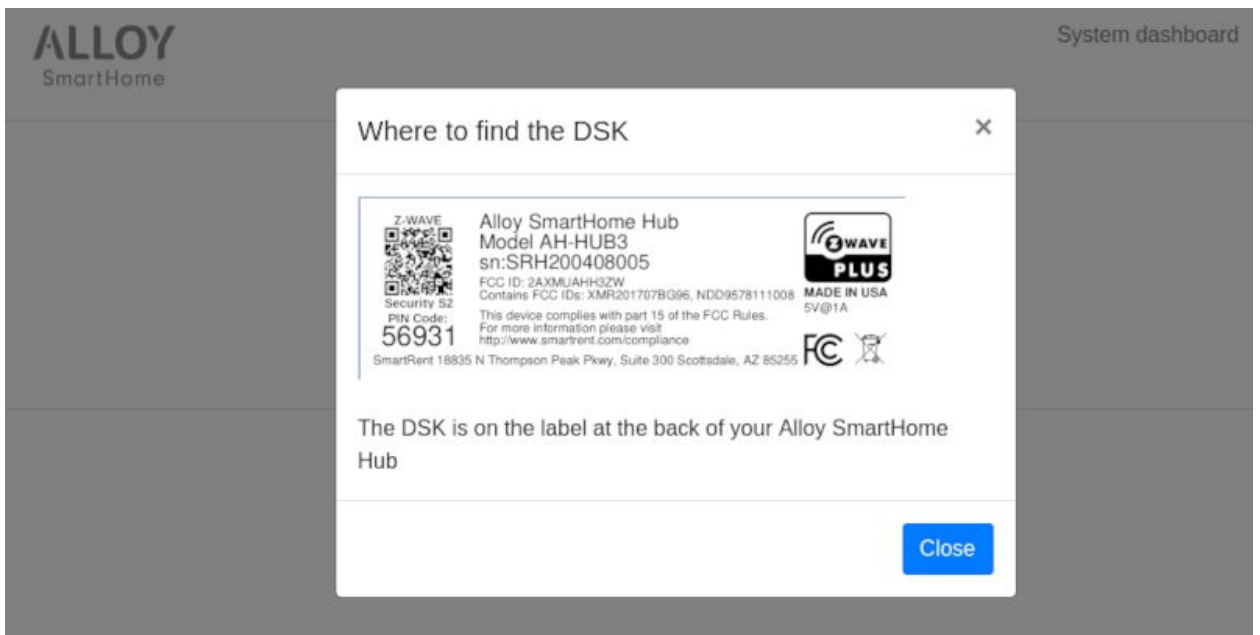 ALLOY
SmartHome
System dashboard
Where to find the DSK
×
Z-WAVE
Security S2
PIN Code:
56931
Alloy SmartHome Hub
Model AH-HUB3
sn:SRH200408005
FCC ID: 2AXMUAHH3ZW
Contains FCC IDs: XMR201707BG96, NDD9578111008
This device complies with part 15 of the FCC Rules.
For more information please visit
http://www.smartrent.com/compliance
SmartRent 18835 N Thompson Peak Pkwy, Suite 300 Scottsdale, AZ 85255
Z WAVE
PLUS
MADE IN USA
5V@1A
FC
The DSK is on the label at the back of your Alloy SmartHome
Hub
Close